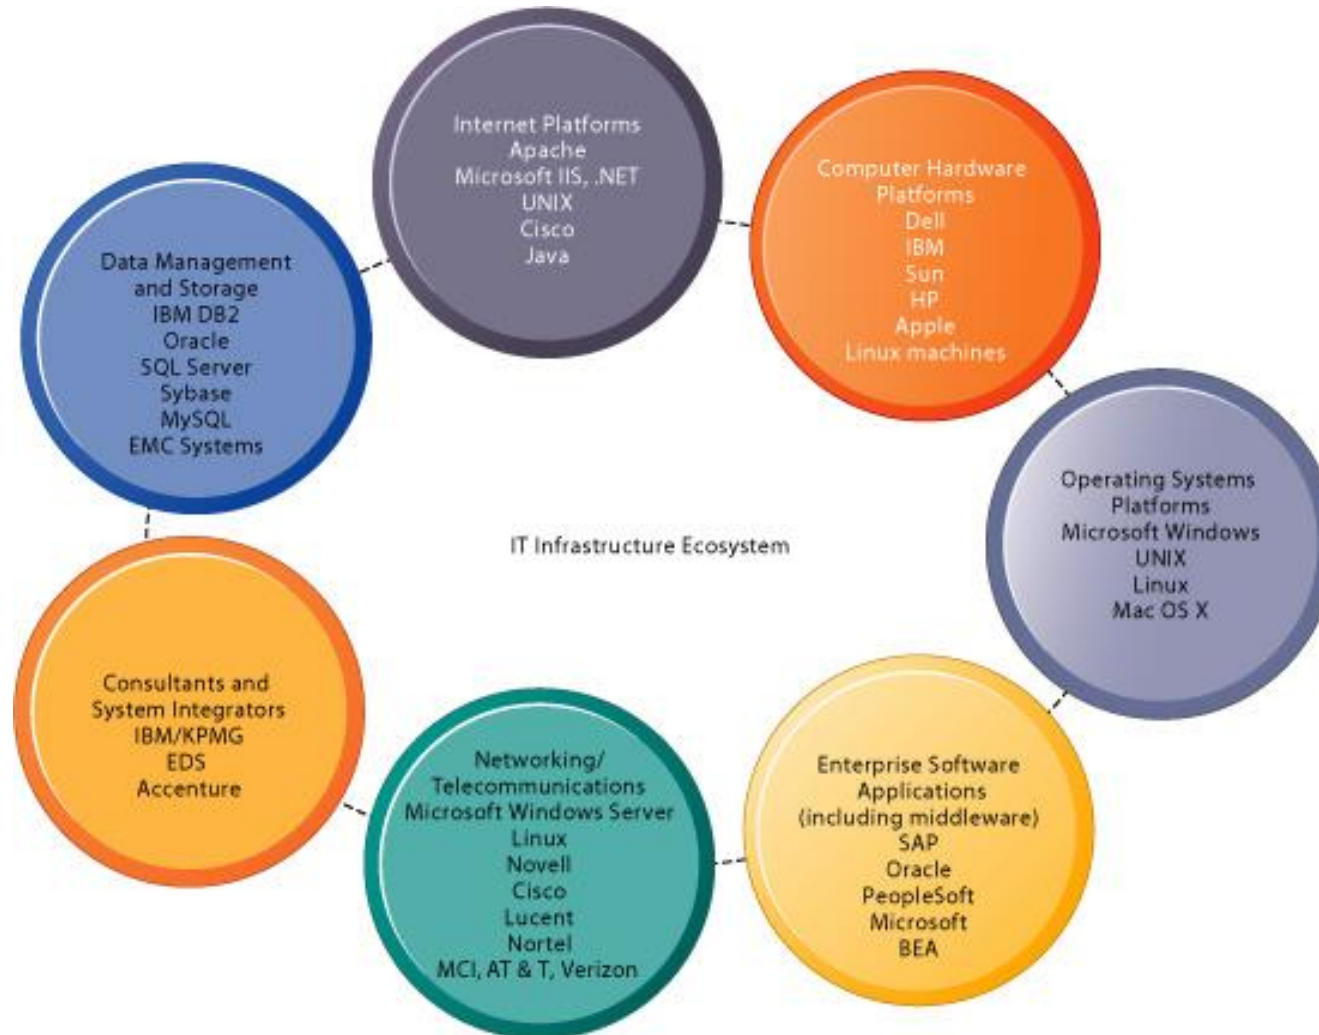 Internet Platforms
Apache
Microsoft IIS, .NET
UNIX
Cisco
Java
Computer Hardware
Platforms
Dell
IBM
Sun
HP
Apple
Linux machines
Data Management
and Storage
IBM DB2
Oracle
SQL Server
Sybase
MySQL
EMC Systems
Operating Systems
Platforms
Microsoft Windows
UNIX
Linux
Mac OS X
IT Infrastructure Ecosystem
Consultants and
System Integrators
IBM/KPMG
EDS
Accenture
Networking/
Telecommunications
Microsoft Windows Server
Linux
Novell
Cisco
Lucent
Nortel
MCI, AT & T, Verizon
Enterprise Software
Applications
(including middleware)
SAP
Oracle
PeopleSoft
Microsoft
BEA